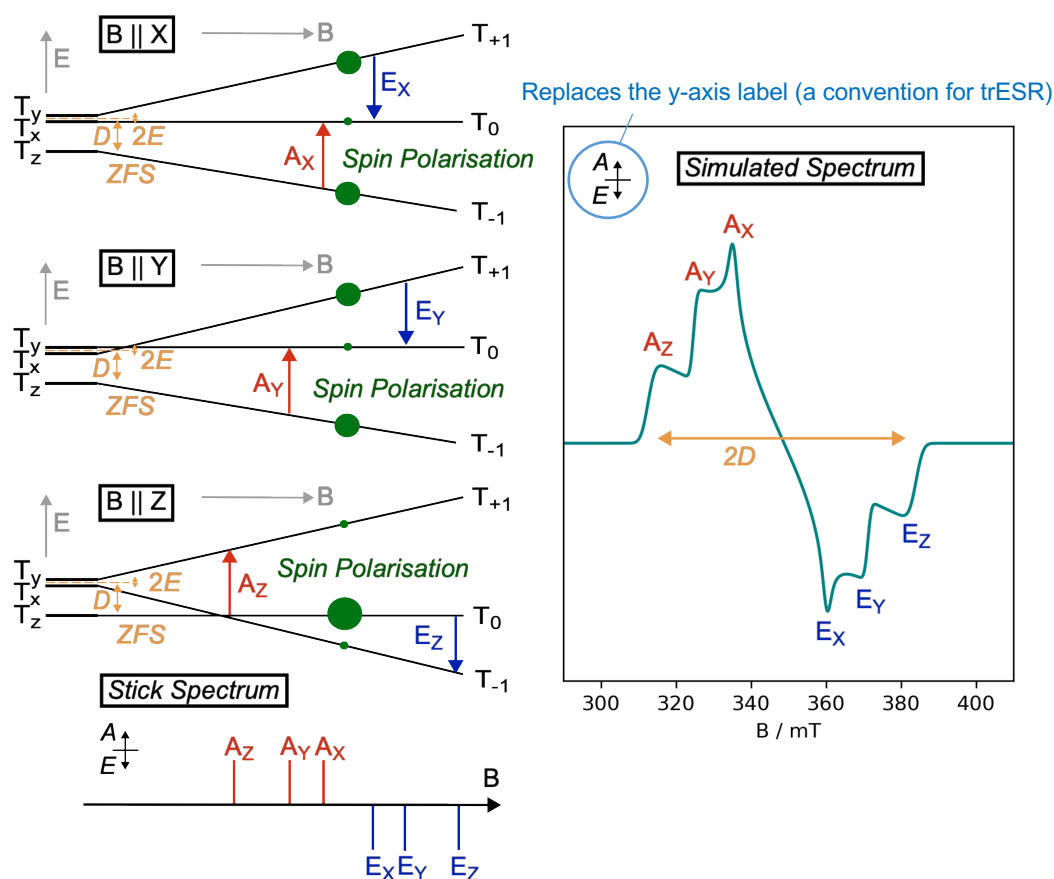 B || X
B
T+1
E
EX
Ty
Tx
D
2E
T0
Tz
ZFS
AX
Spin Polarisation
T-1
B || Y
B
T+1
E
EY
Ty
Tx
D
2E
T0
Tz
ZFS
AY
Spin Polarisation
T-1
B || Z
B
T+1
E
Spin Polarisation
Ty
Tx
D
2E
AZ
Tz
ZFS
EZ
T0
T-1
Stick Spectrum
A
E
AZ AY AX
B
EX EY EZ
Replaces the y-axis label (a convention for trESR)
A
E
Simulated Spectrum
AX
AY
AZ
2D
EZ
EY
EX
300 320 340 360 380 400
B / mT